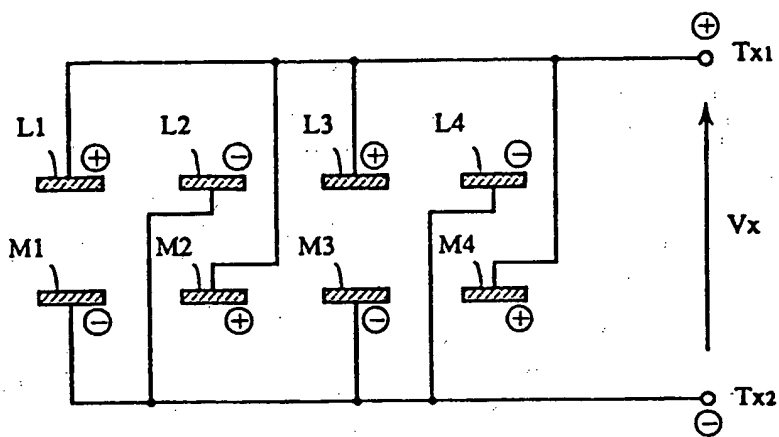 ⊕
Tx1
L1 ⊕ L2 ⊖ L3 ⊕ L4 ⊖
Vx
M1 M2 M3 M4
⊖ ⊕ ⊖ ⊕
Tx2
⊖